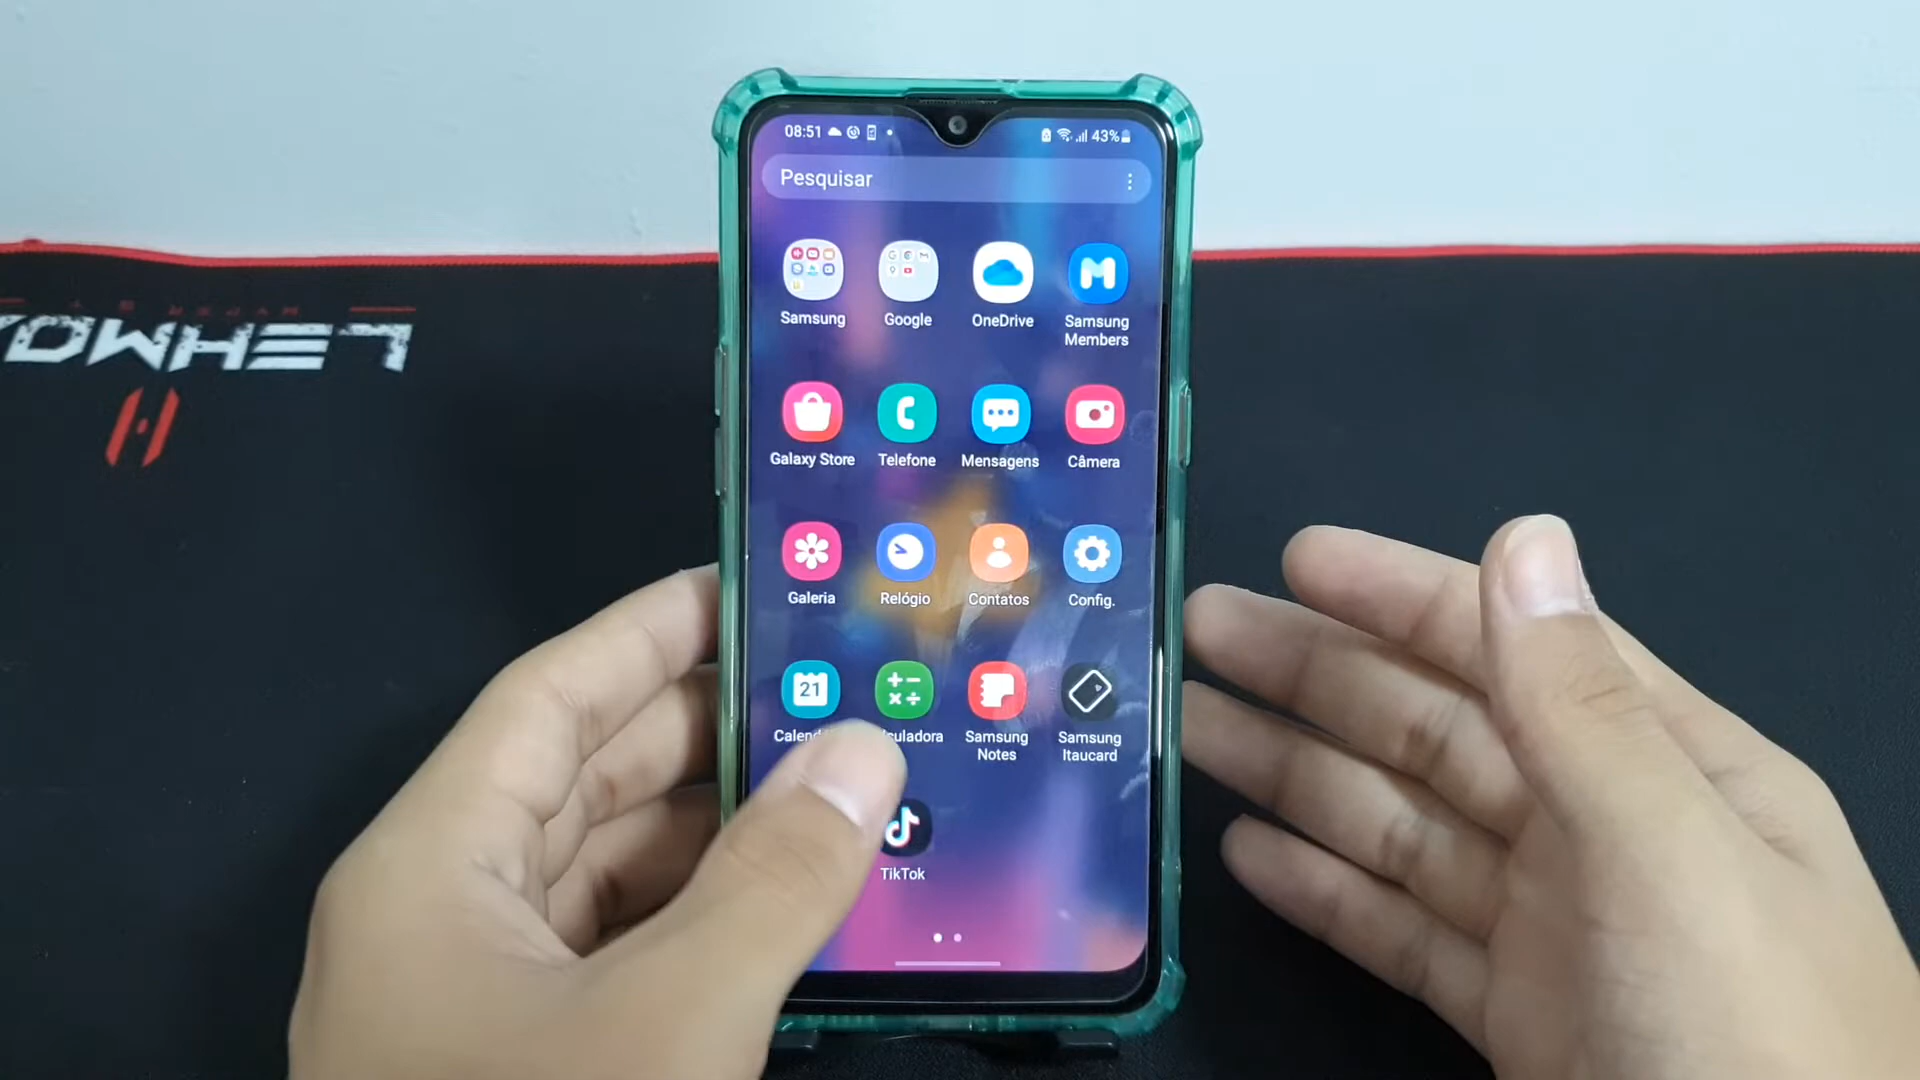 08:51 43%
Pesquisar
Samsung Google OneDrive Samsung Members
Galaxy Store Telefone Mensagens Câmera
Galeria Relógio Contatos Config.
21
Samsung Notes Samsung Itaucard
TikTok